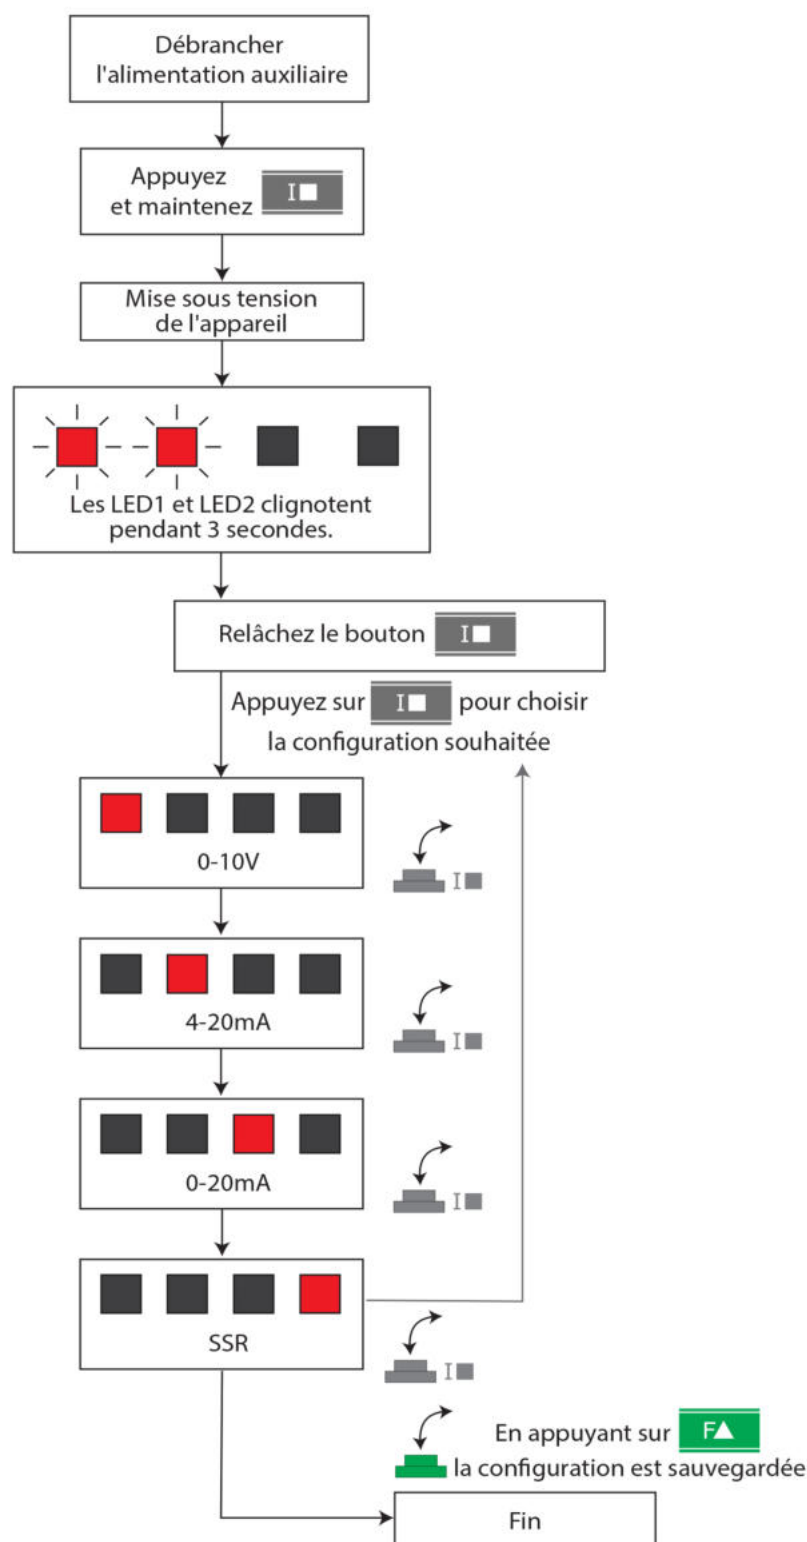 Débrancher
l'alimentation auxiliaire
Appuyez
et maintenez I■
Mise sous tension
de l'appareil
Les LED1 et LED2 clignotent
pendant 3 secondes.
Relâchez le bouton I■
Appuyez sur I■ pour choisir
la configuration souhaitée
0-10V
I■
4-20mA
I■
0-20mA
I■
SSR
I■
En appuyant sur F▲
la configuration est sauvegardée
Fin